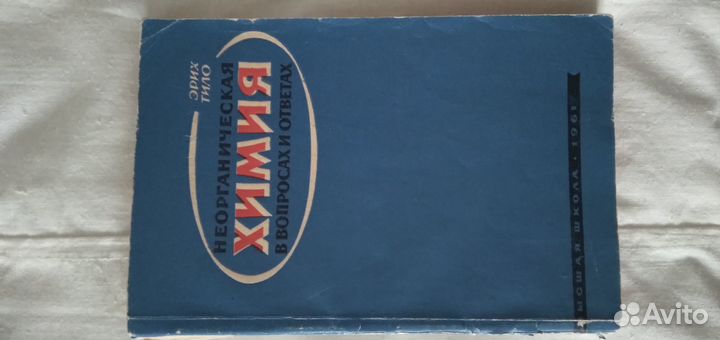 ЭРИХ
ТИЛО
НЕОРГАНИЧЕСКАЯ
ХИМИЯ
В ВОПРОСАХ И ОТВЕТАХ
ВЫСШАЯ ШКОЛА • 1961
Avito